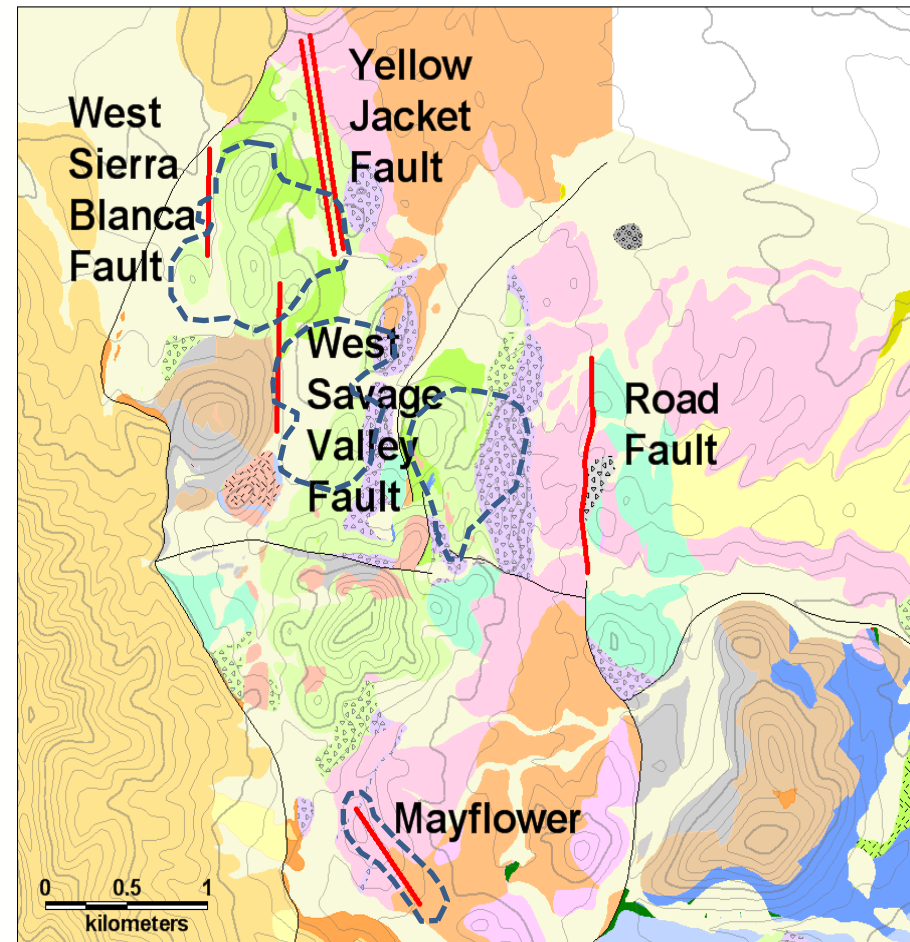 Yellow
Jacket
Fault
West
Sierra
Blanca
Fault
West
Savage
Valley
Fault
Road
Fault
Mayflower
0 0.5 1
kilometers